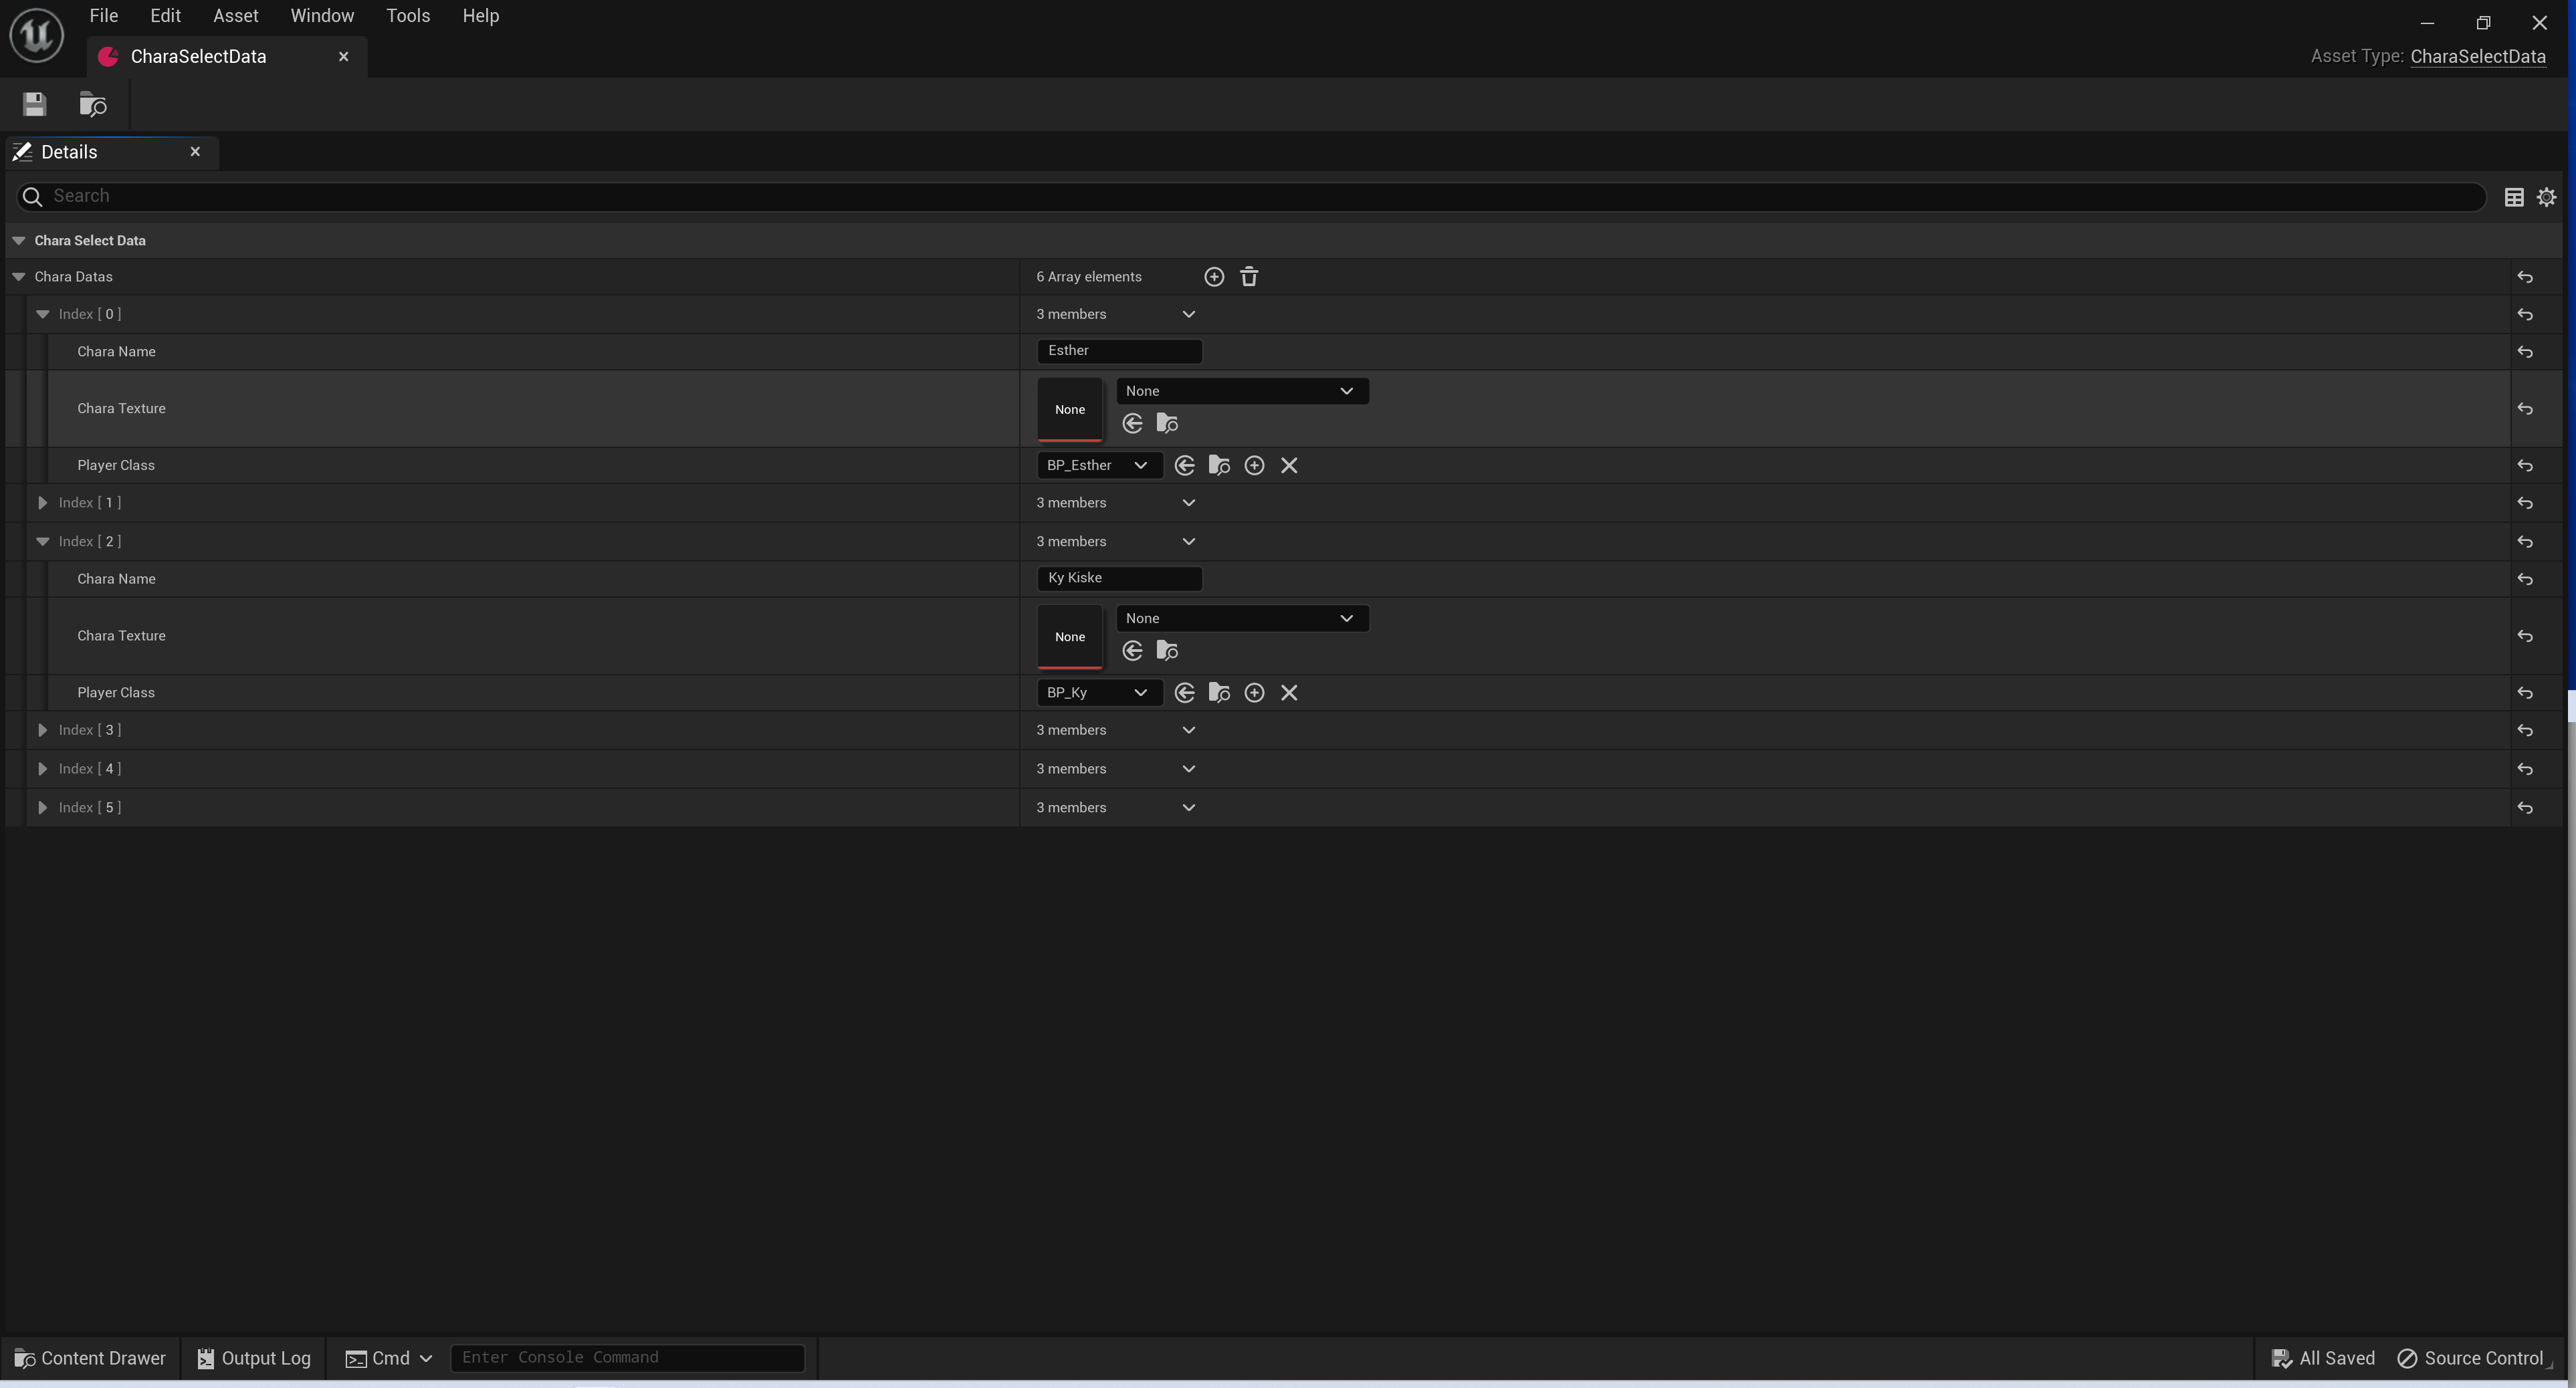 File Edit Asset Window Tools Help
CharaSelectData
Asset Type: CharaSelectData
Details
Search
Chara Select Data
Chara Datas 6 Array elements
Index [ 0 ] 3 members
Chara Name Esther
Chara Texture None None
Player Class BP_Esther
Index [ 1 ] 3 members
Index [ 2 ] 3 members
Chara Name Ky Kiske
Chara Texture None None
Player Class BP_Ky
Index [ 3 ] 3 members
Index [ 4 ] 3 members
Index [ 5 ] 3 members
Content Drawer Output Log Cmd Enter Console Command All Saved Source Control